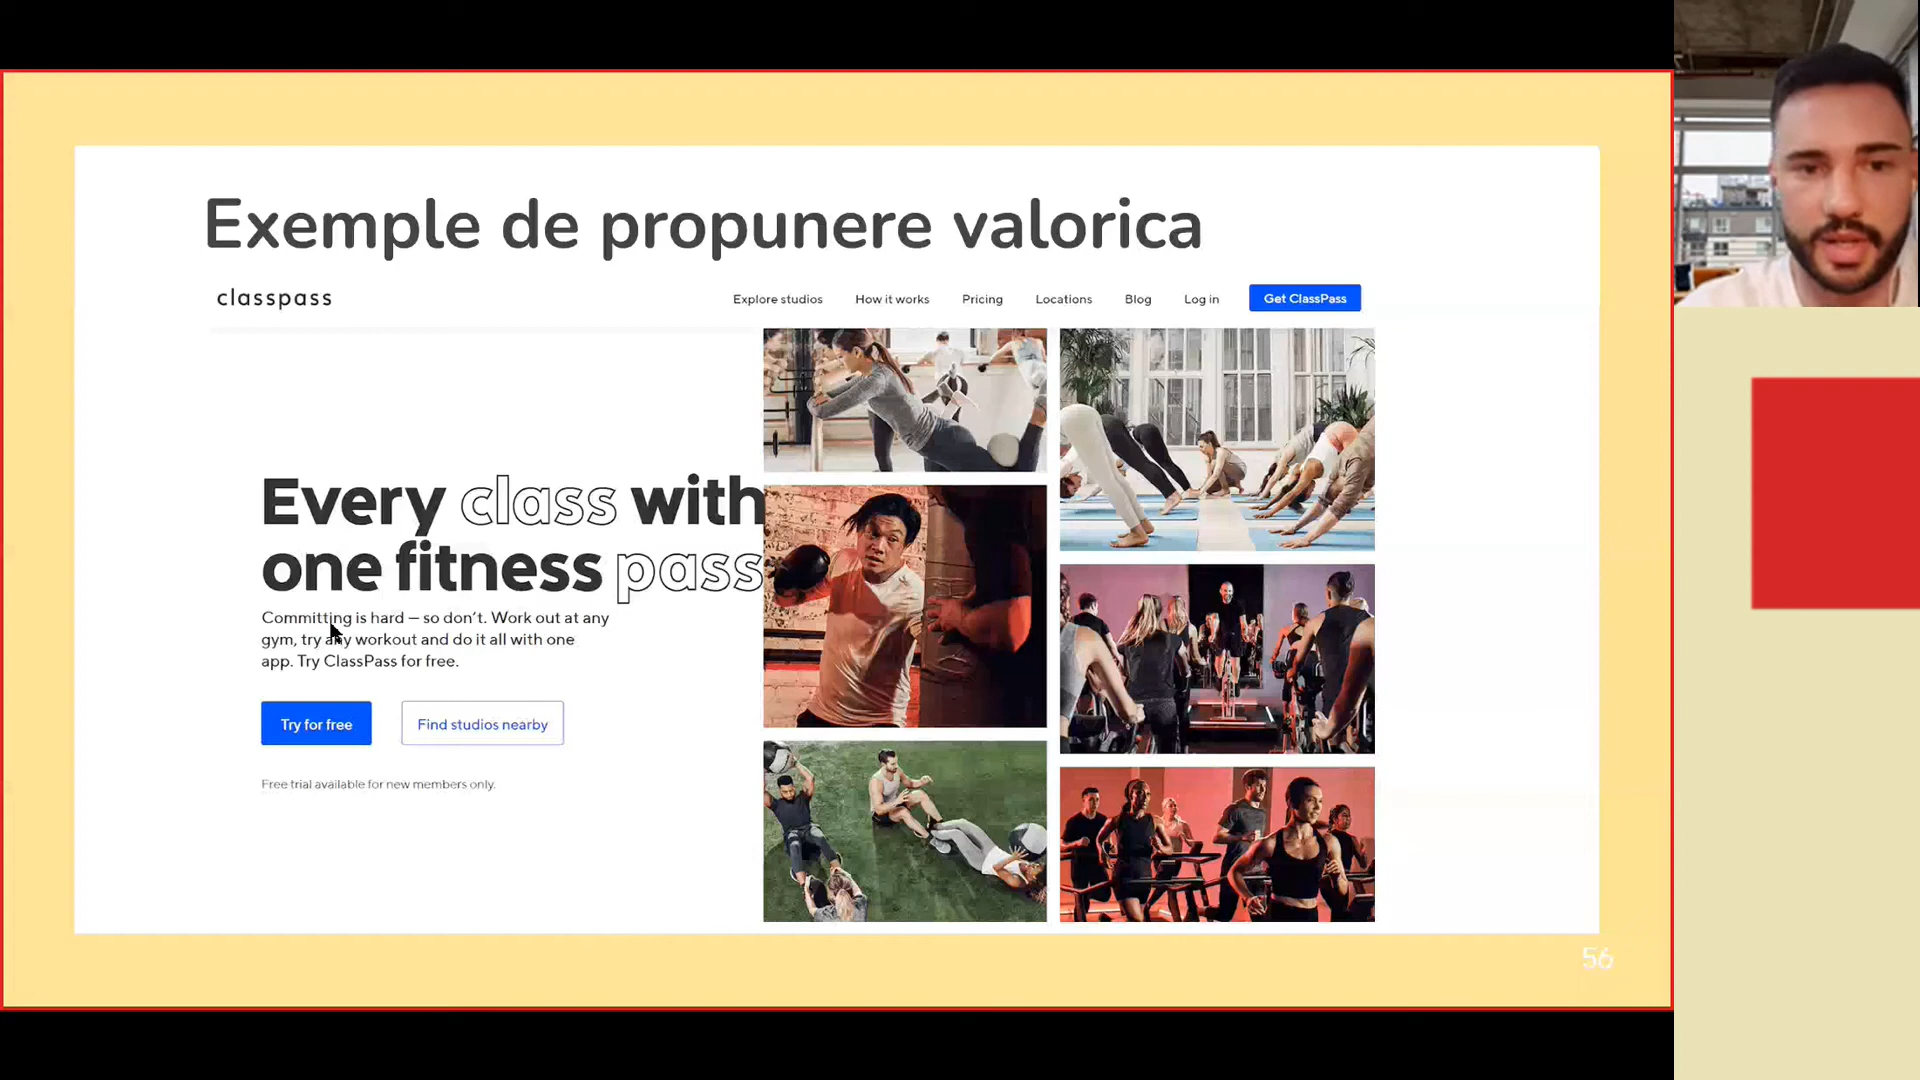 Exemple de propunere valorica
classpass
Explore studios How it works Pricing Locations Blog Log in Get ClassPass
Every class with
one fitness pass
Committing is hard — so don't. Work out at any
gym, try any workout and do it all with one
app. Try ClassPass for free.
Try for free Find studios nearby
Free trial available for new members only.
56